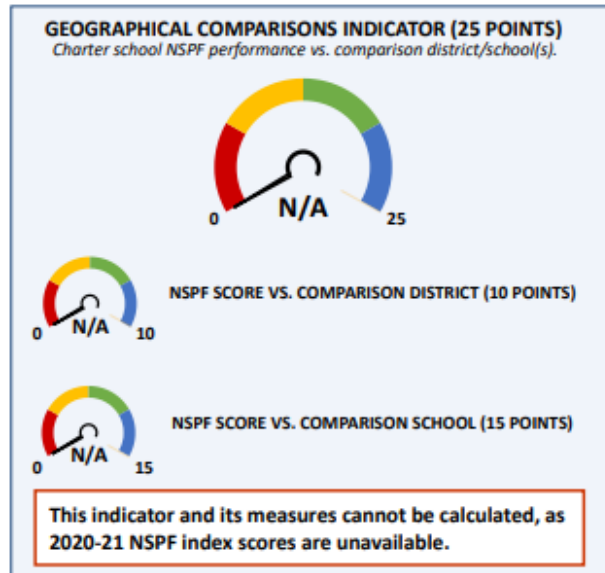 GEOGRAPHICAL COMPARISONS INDICATOR (25 POINTS)
Charter school NSPF performance vs. comparison district/school(s).
N/A
0
25
NSPF SCORE VS. COMPARISON DISTRICT (10 POINTS)
N/A
0
10
NSPF SCORE VS. COMPARISON SCHOOL (15 POINTS)
N/A
0
15
This indicator and its measures cannot be calculated, as
2020-21 NSPF index scores are unavailable.